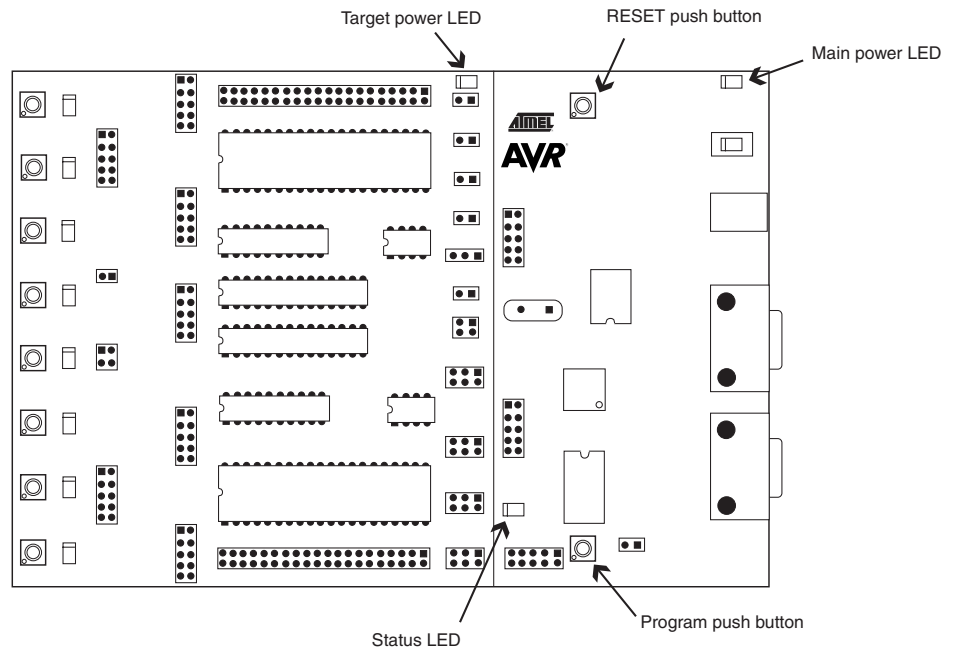 Target power LED
RESET push button
Main power LED
ATMEL
AVR
Status LED
Program push button